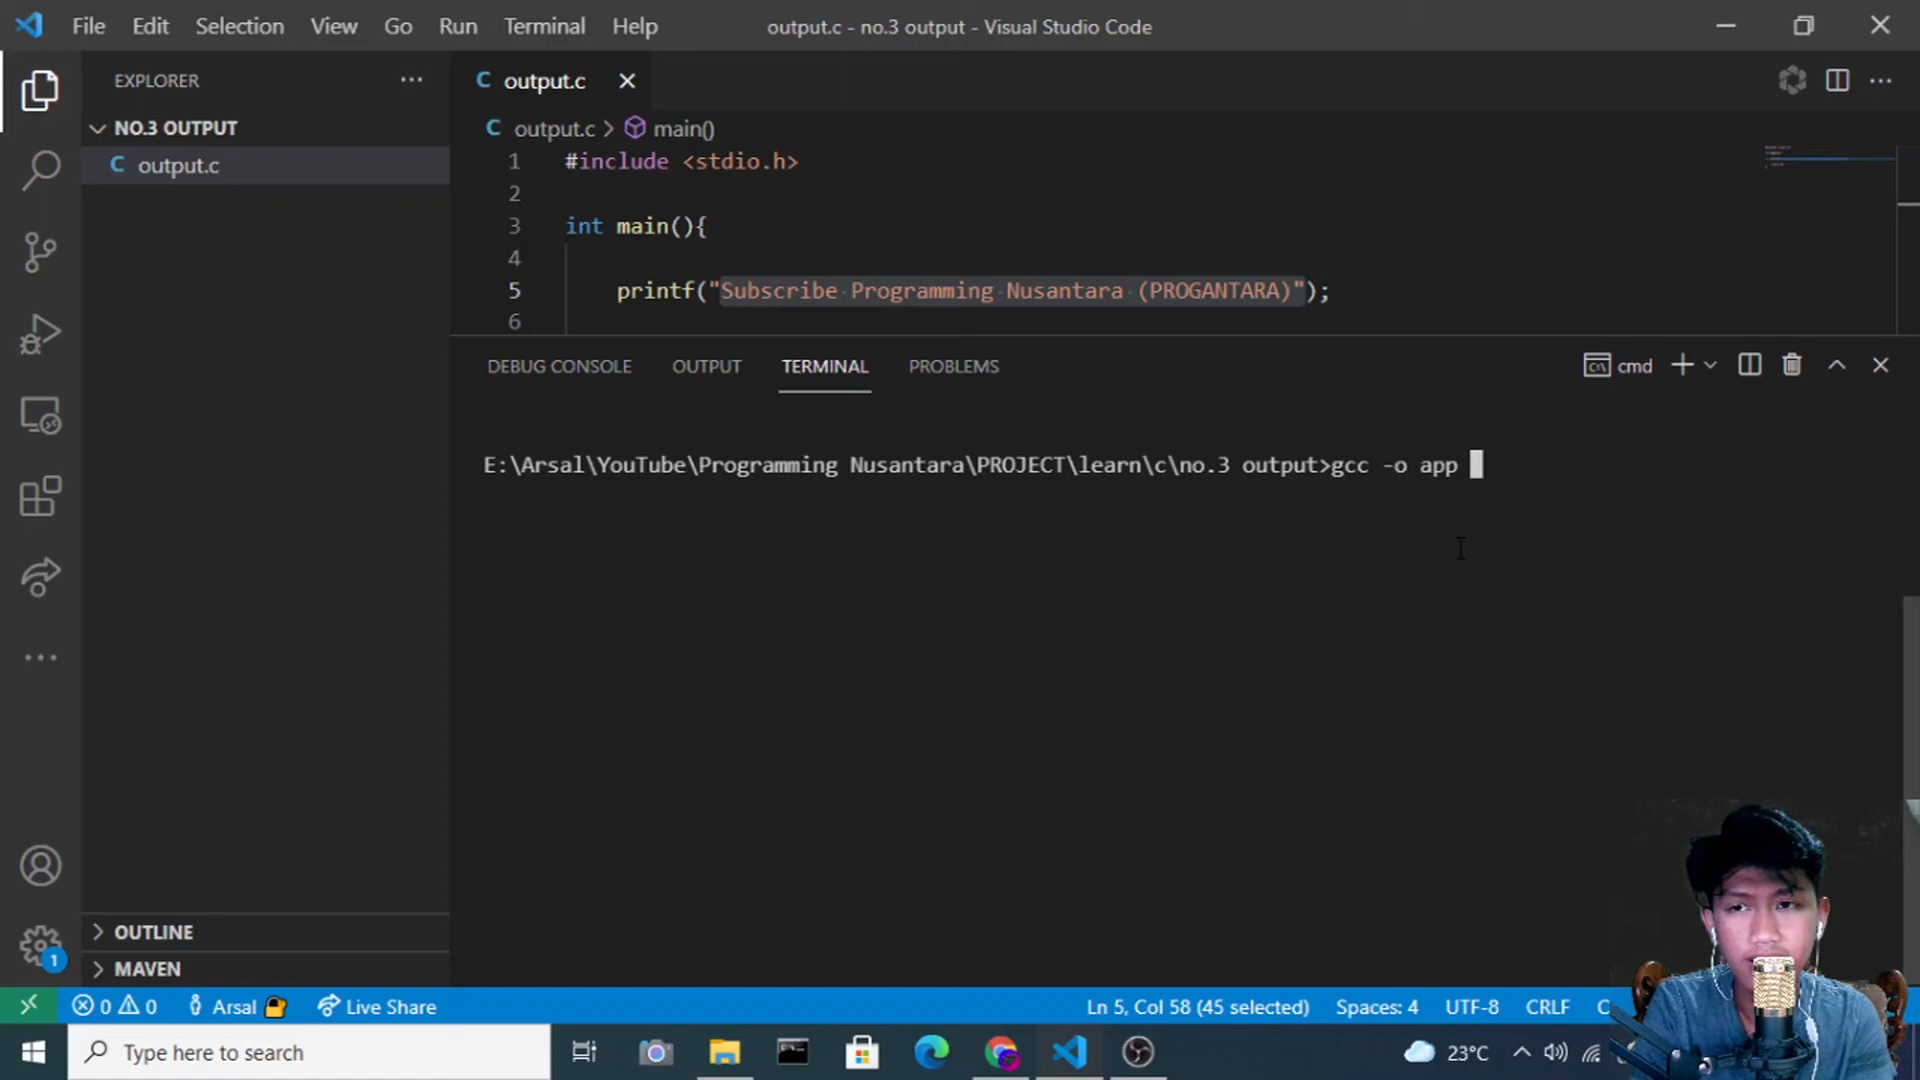 File Edit Selection View Go Run Terminal Help
output.c - no.3 output - Visual Studio Code
EXPLORER
NO.3 OUTPUT
C output.c
OUTLINE
MAVEN
C output.c
C output.c > main()
1 #include <stdio.h>
2
3 int main(){
4
5 printf("Subscribe Programming Nusantara (PROGANTARA)");
6
DEBUG CONSOLE OUTPUT TERMINAL PROBLEMS
cmd
E:\Arsal\YouTube\Programming Nusantara\PROJECT\learn\c\no.3 output>gcc -o app
1
0 0 Arsal Live Share
Ln 5, Col 58 (45 selected) Spaces: 4 UTF-8 CRLF C
Type here to search
23°C